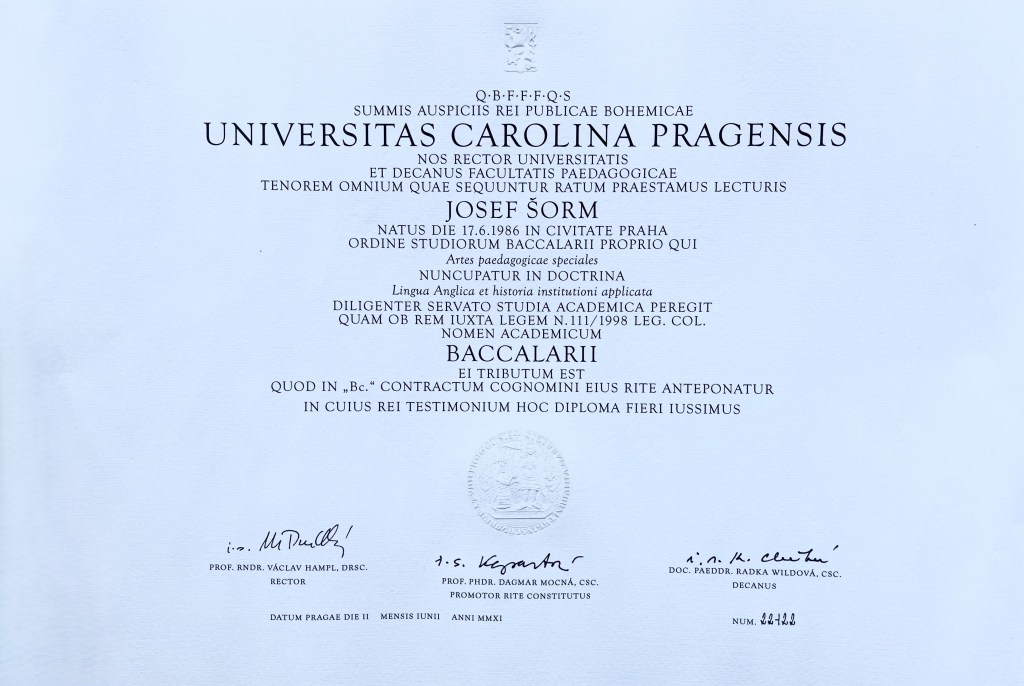 Q·B·F·F·F·Q·S
SUMMIS AUSPICIIS REI PUBLICAE BOHEMICAE
UNIVERSITAS CAROLINA PRAGENSIS
NOS RECTOR UNIVERSITATIS
ET DECANUS FACULTATIS PAEDAGOGICAE
TENOREM OMNIUM QUAE SEQUUNTUR RATUM PRAESTAMUS LECTURIS
JOSEF ŠORM
NATUS DIE 17.6.1986 IN CIVITATE PRAHA
ORDINE STUDIORUM BACCALARII PROPRIO QUI
Artes paedagogicae speciales
NUNCUPATUR IN DOCTRINA
Lingua Anglica et historia institutioni applicata
DILIGENTER SERVATO STUDIA ACADEMICA PEREGIT
QUAM OB REM IUXTA LEGEM N.111/1998 LEG. COL.
NOMEN ACADEMICUM
BACCALARII
EI TRIBUTUM EST
QUOD IN „Bc.“ CONTRACTUM COGNOMINI EIUS RITE ANTEPONATUR
IN CUIUS REI TESTIMONIUM HOC DIPLOMA FIERI IUSSIMUS
PROF. RNDR. VÁCLAV HAMPL, DRSC.
RECTOR
PROF. PHDR. DAGMAR MOCNÁ, CSC.
PROMOTOR RITE CONSTITUTUS
DOC. PAEDDR. RADKA WILDOVÁ, CSC.
DECANUS
DATUM PRAGAE DIE II MENSIS IUNII ANNI MMXI
NUM. 22122